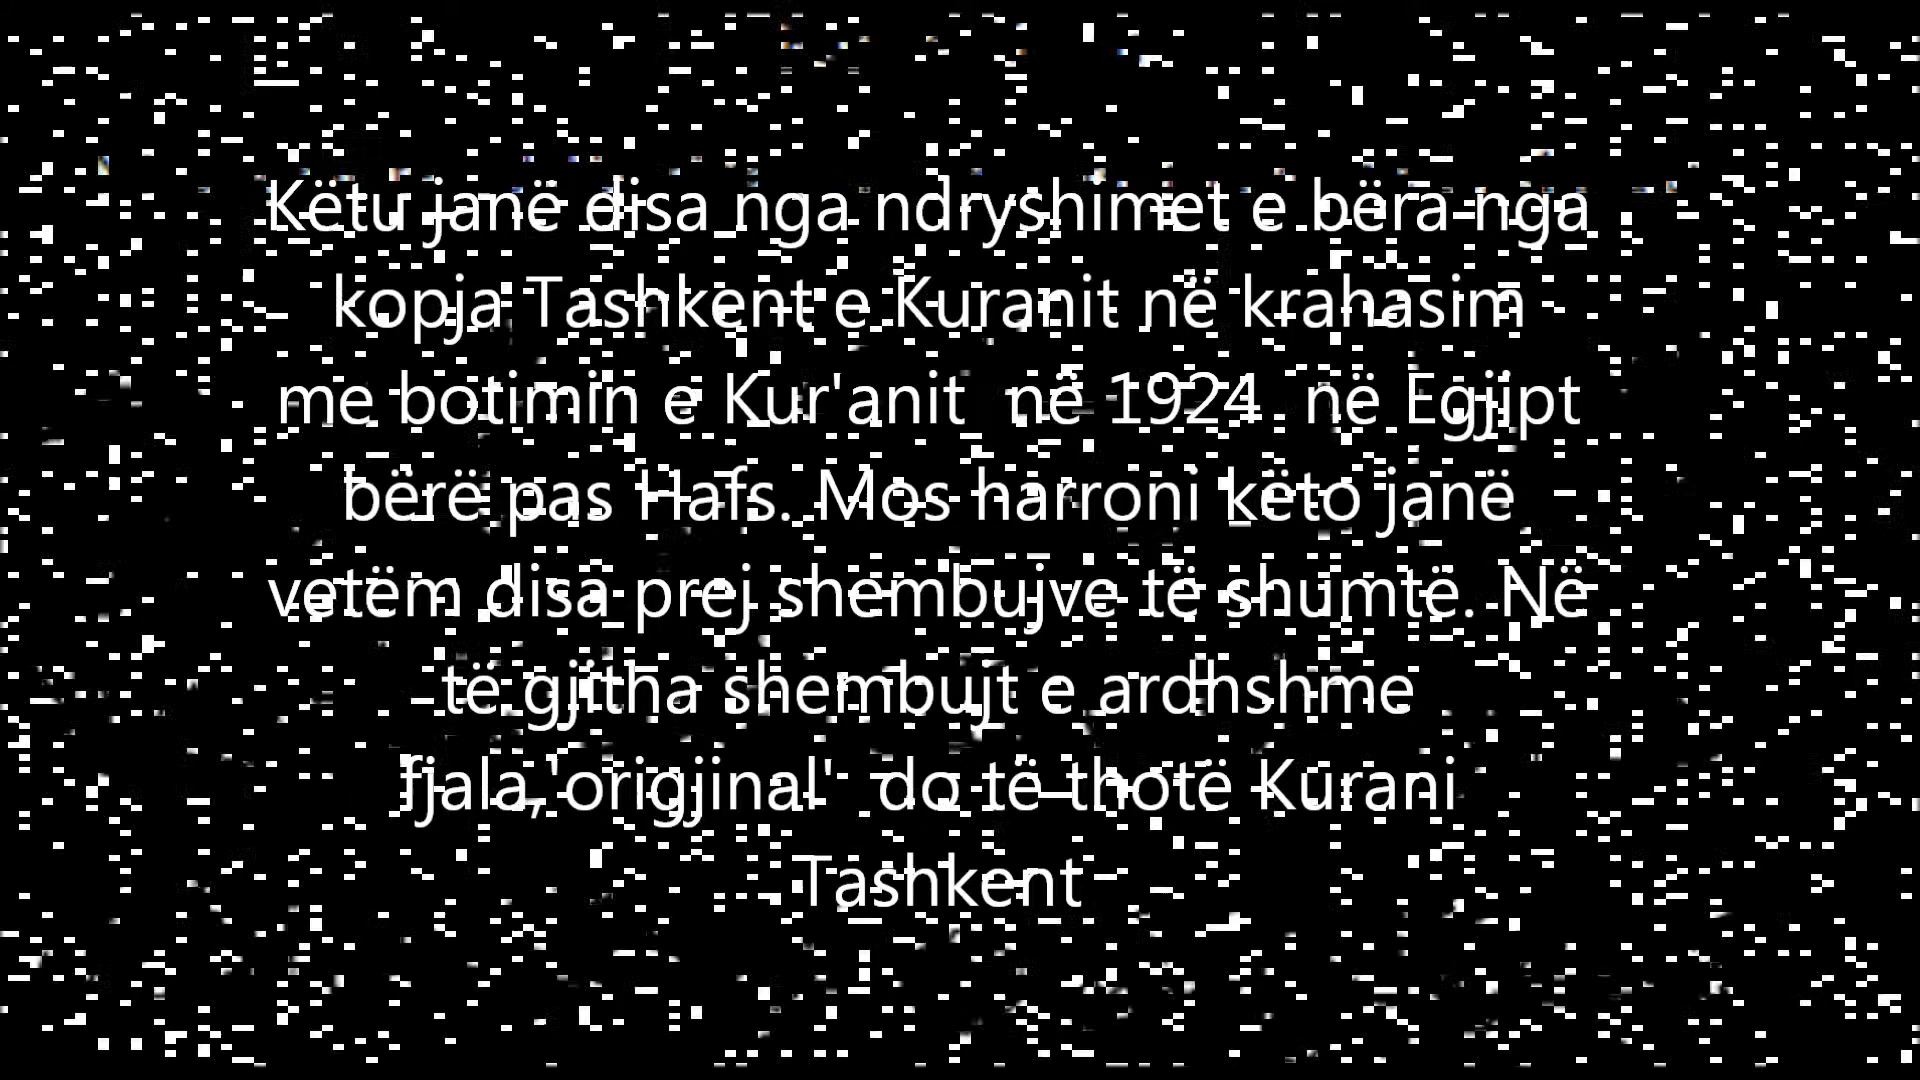 Këtu janë disa nga ndryshimet e bëra nga
kopja Tashkent e Kuranit në krahasim
me botimin e Kur'anit në 1924 në Egjipt
bërë pas Hafs. Mos harroni këto janë
vetëm disa prej shembujve të shumtë. Në
të gjitha shembujt e ardhshme
fjala,'origjinal' do të thotë Kurani
Tashkent